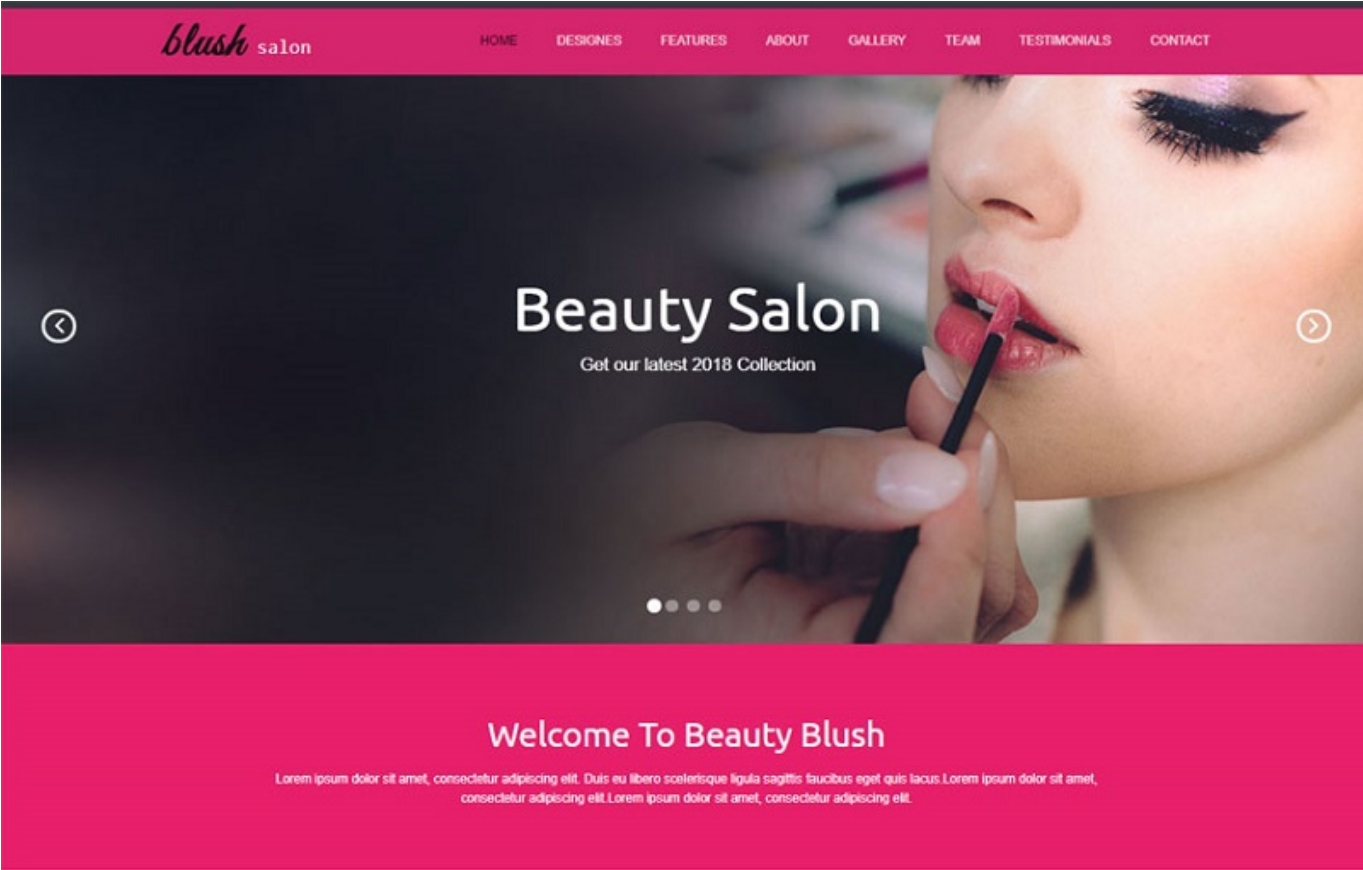 blush salon
HOME DESIGNES FEATURES ABOUT GALLERY TEAM TESTIMONIALS CONTACT
Beauty Salon
Get our latest 2018 Collection
Welcome To Beauty Blush
Lorem ipsum dolor sit amet, consectetur adipiscing elit. Duis eu libero scelerisque ligula sagittis faucibus eget quis lacus.Lorem ipsum dolor sit amet,
consectetur adipiscing elit.Lorem ipsum dolor sit amet, consectetur adipiscing elit.